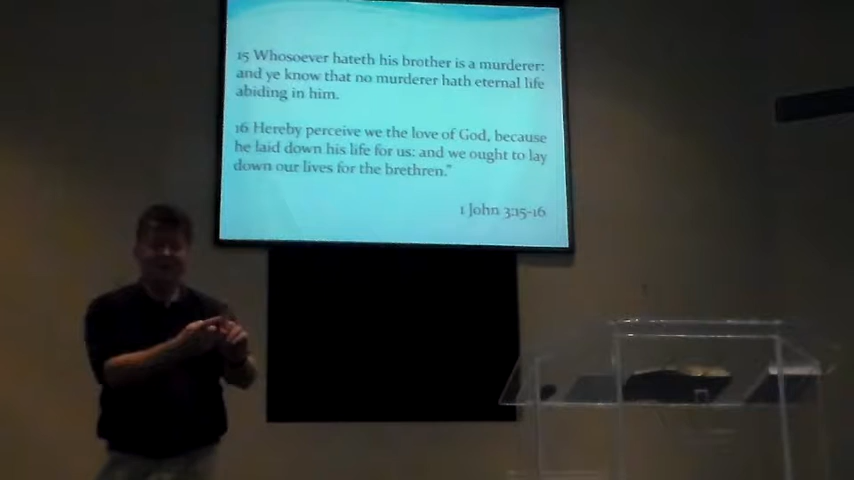 15 Whosoever hateth his brother is a murderer:
and ye know that no murderer hath eternal life
abiding in him.
16 Hereby perceive we the love of God, because
he laid down his life for us: and we ought to lay
down our lives for the brethren."
1 John 3:15-16